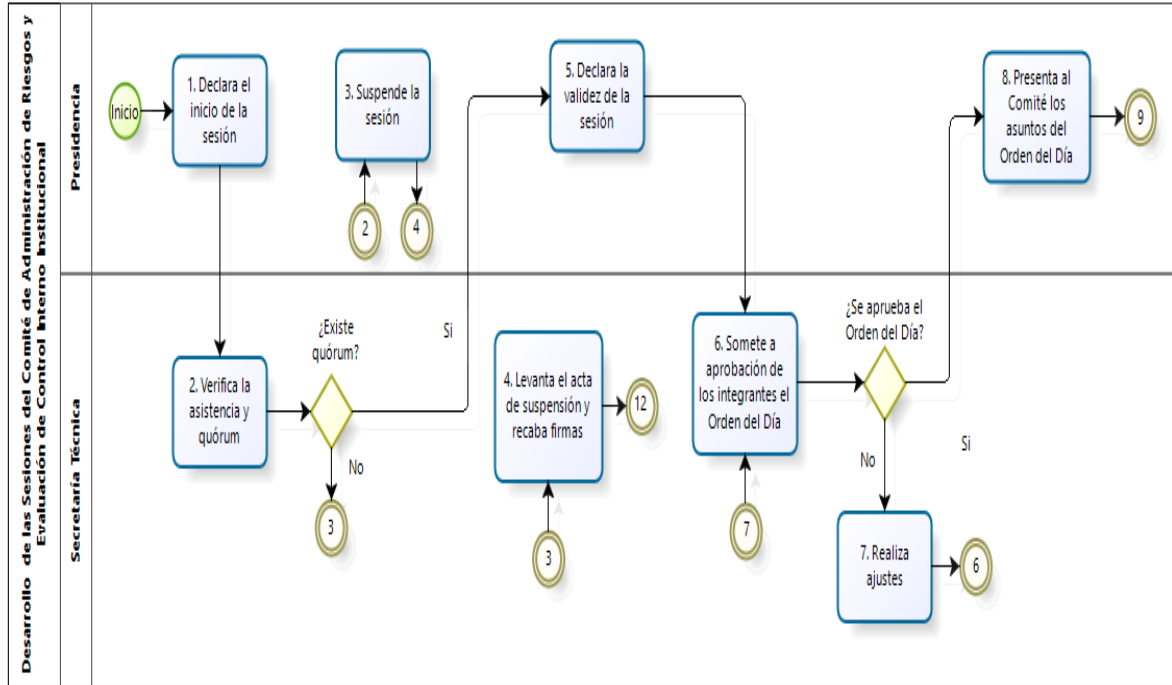 Desarrollo de las Sesiones del Comité de Administración de Riesgos y
Evaluación de Control Interno Institucional
Presidencia
Inicio
1. Declara el
inicio de la
sesión
3. Suspende la
sesión
2
4
5. Declara la
validez de la
sesión
8. Presenta al
Comité los
asuntos del
Orden del Día
9
Secretaría Técnica
2. Verifica la
asistencia y
quórum
¿Existe
quórum?
Si
No
3
4. Levanta el acta
de suspensión y
recaba firmas
12
3
6. Somete a
aprobación de
los integrantes el
Orden del Día
7
¿Se aprueba el
Orden del Día?
Si
No
7. Realiza
ajustes
6